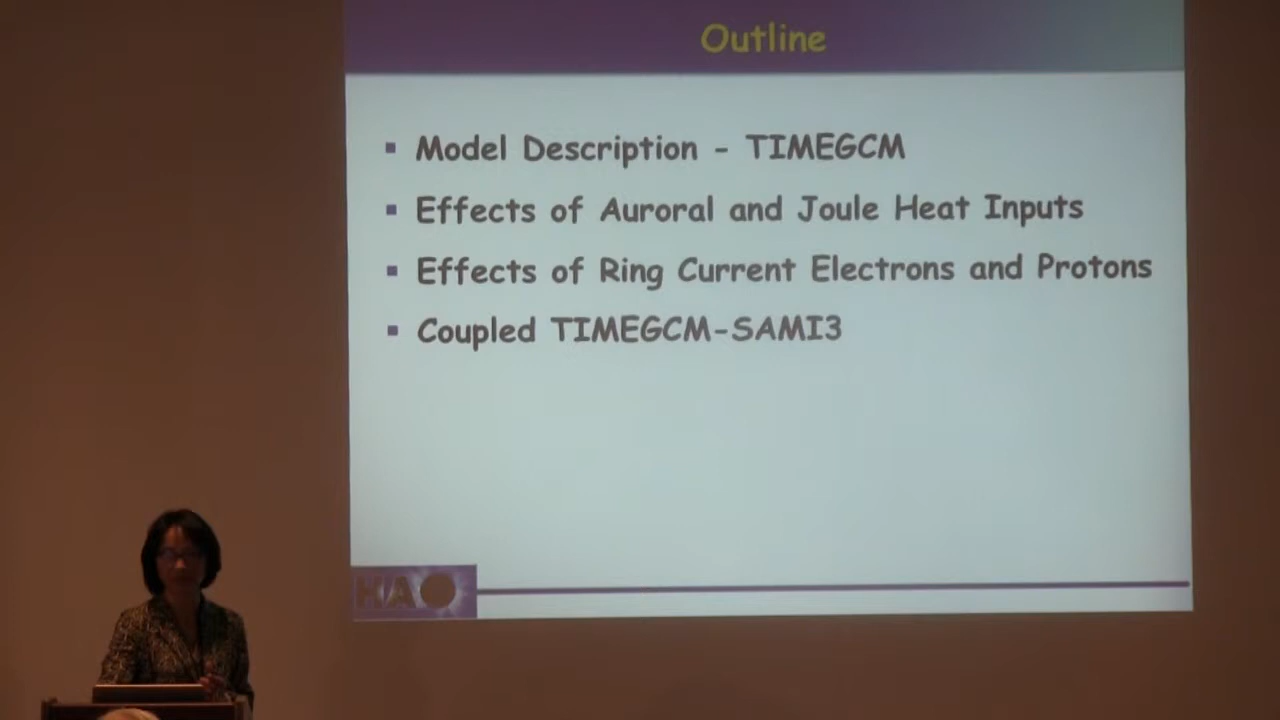 Outline
Model Description - TIMEGCM
Effects of Auroral and Joule Heat Inputs
Effects of Ring Current Electrons and Protons
Coupled TIMEGCM-SAMI3
HAO